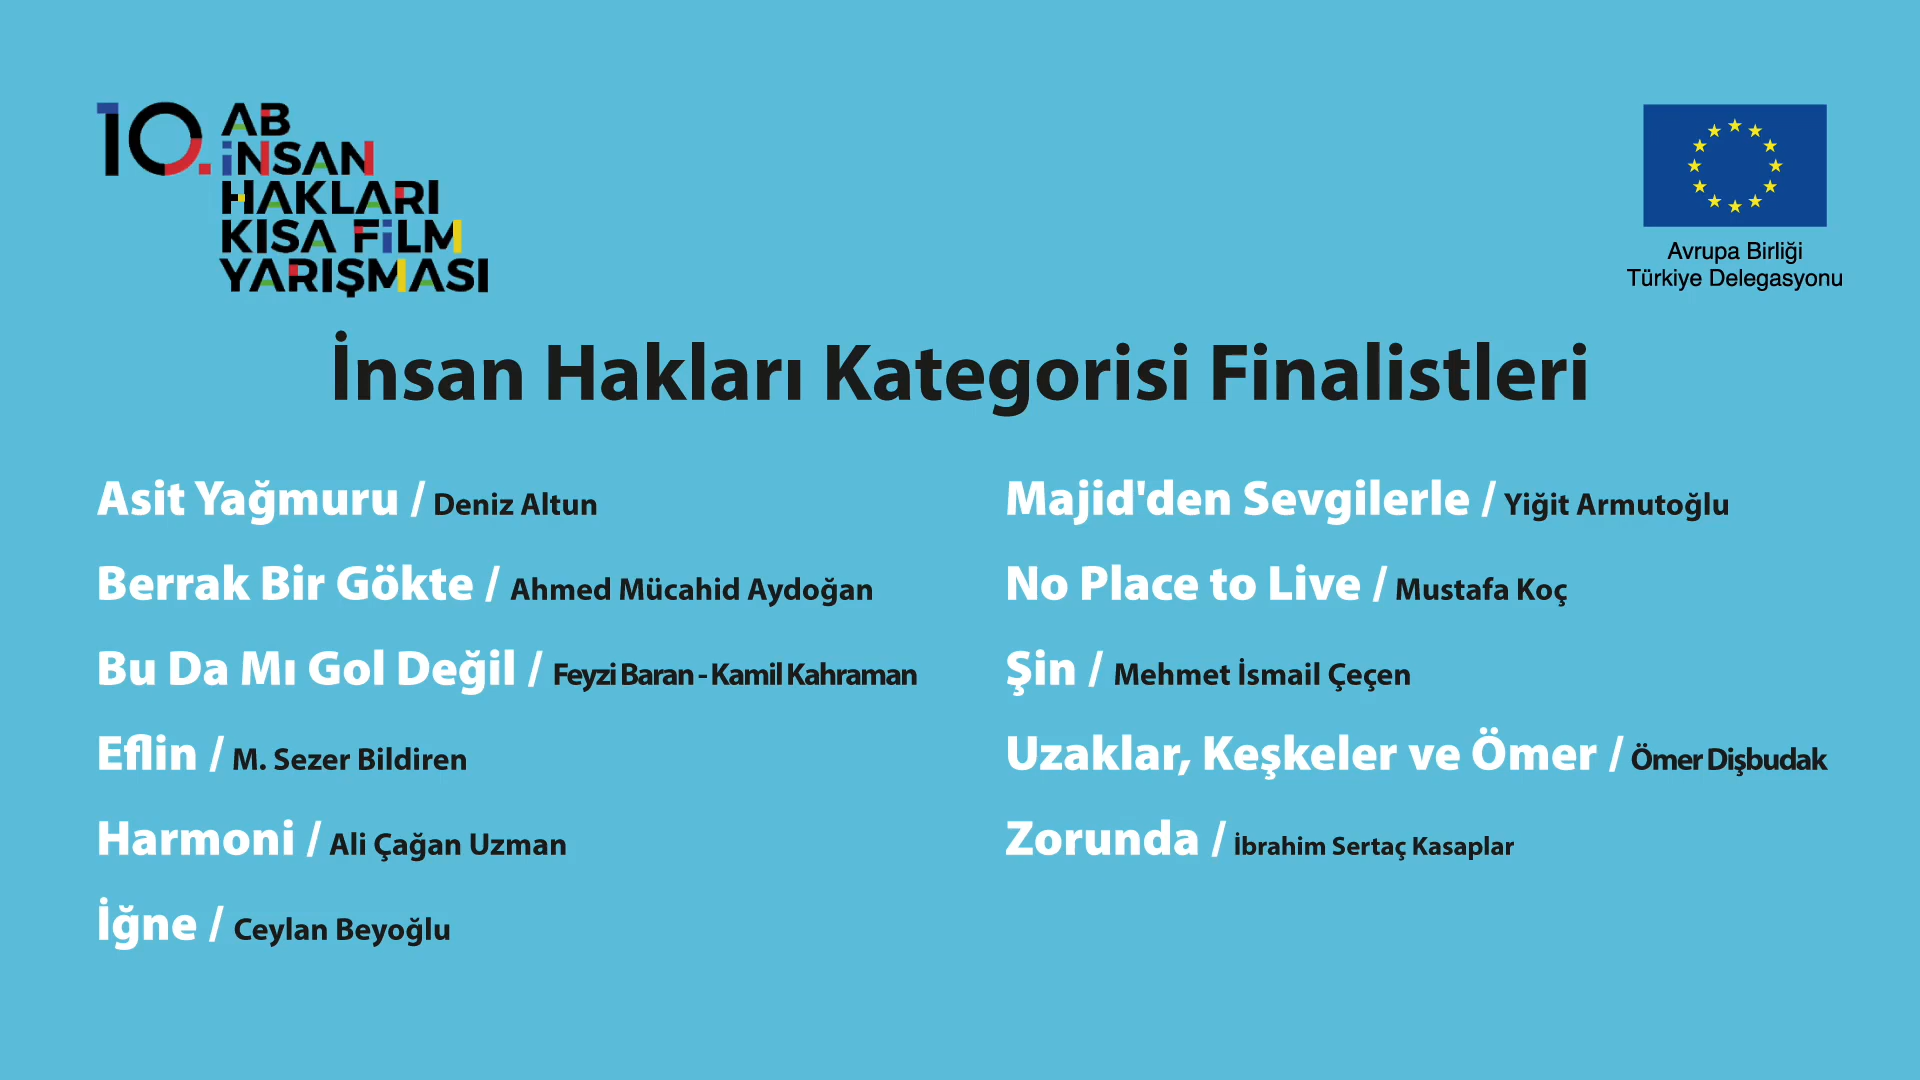 10. AB
İNSAN
HAKLARI
KISA FİLM
YARIŞMASI
Avrupa Birliği
Türkiye Delegasyonu
İnsan Hakları Kategorisi Finalistleri
Asit Yağmuru / Deniz Altun
Berrak Bir Gökte / Ahmed Mücahid Aydoğan
Bu Da Mı Gol Değil / Feyzi Baran - Kamil Kahraman
Eflin / M. Sezer Bildiren
Harmoni / Ali Çağan Uzman
İğne / Ceylan Beyoğlu
Majid'den Sevgilerle / Yiğit Armutoğlu
No Place to Live / Mustafa Koç
Şin / Mehmet İsmail Çeçen
Uzaklar, Keşkeler ve Ömer / Ömer Dişbudak
Zorunda / İbrahim Sertaç Kasaplar